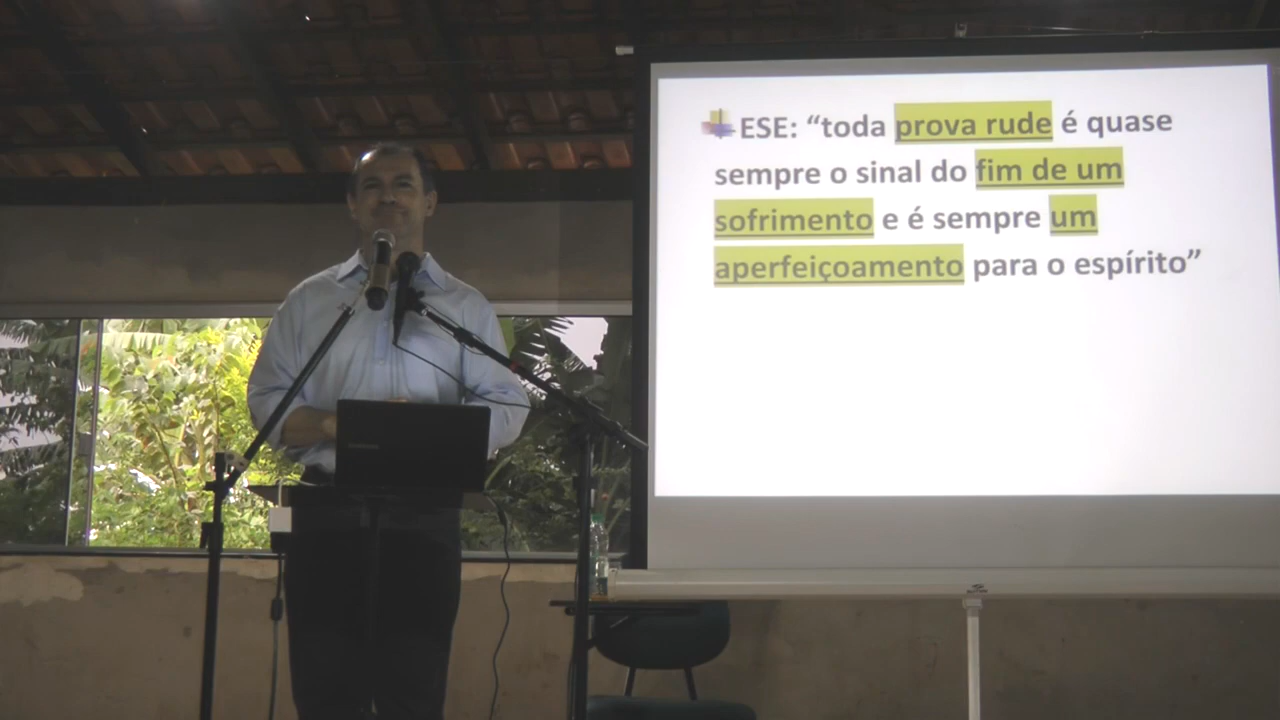 ESE: “toda prova rude é quase
sempre o sinal do fim de um
sofrimento e é sempre um
aperfeiçoamento para o espírito”